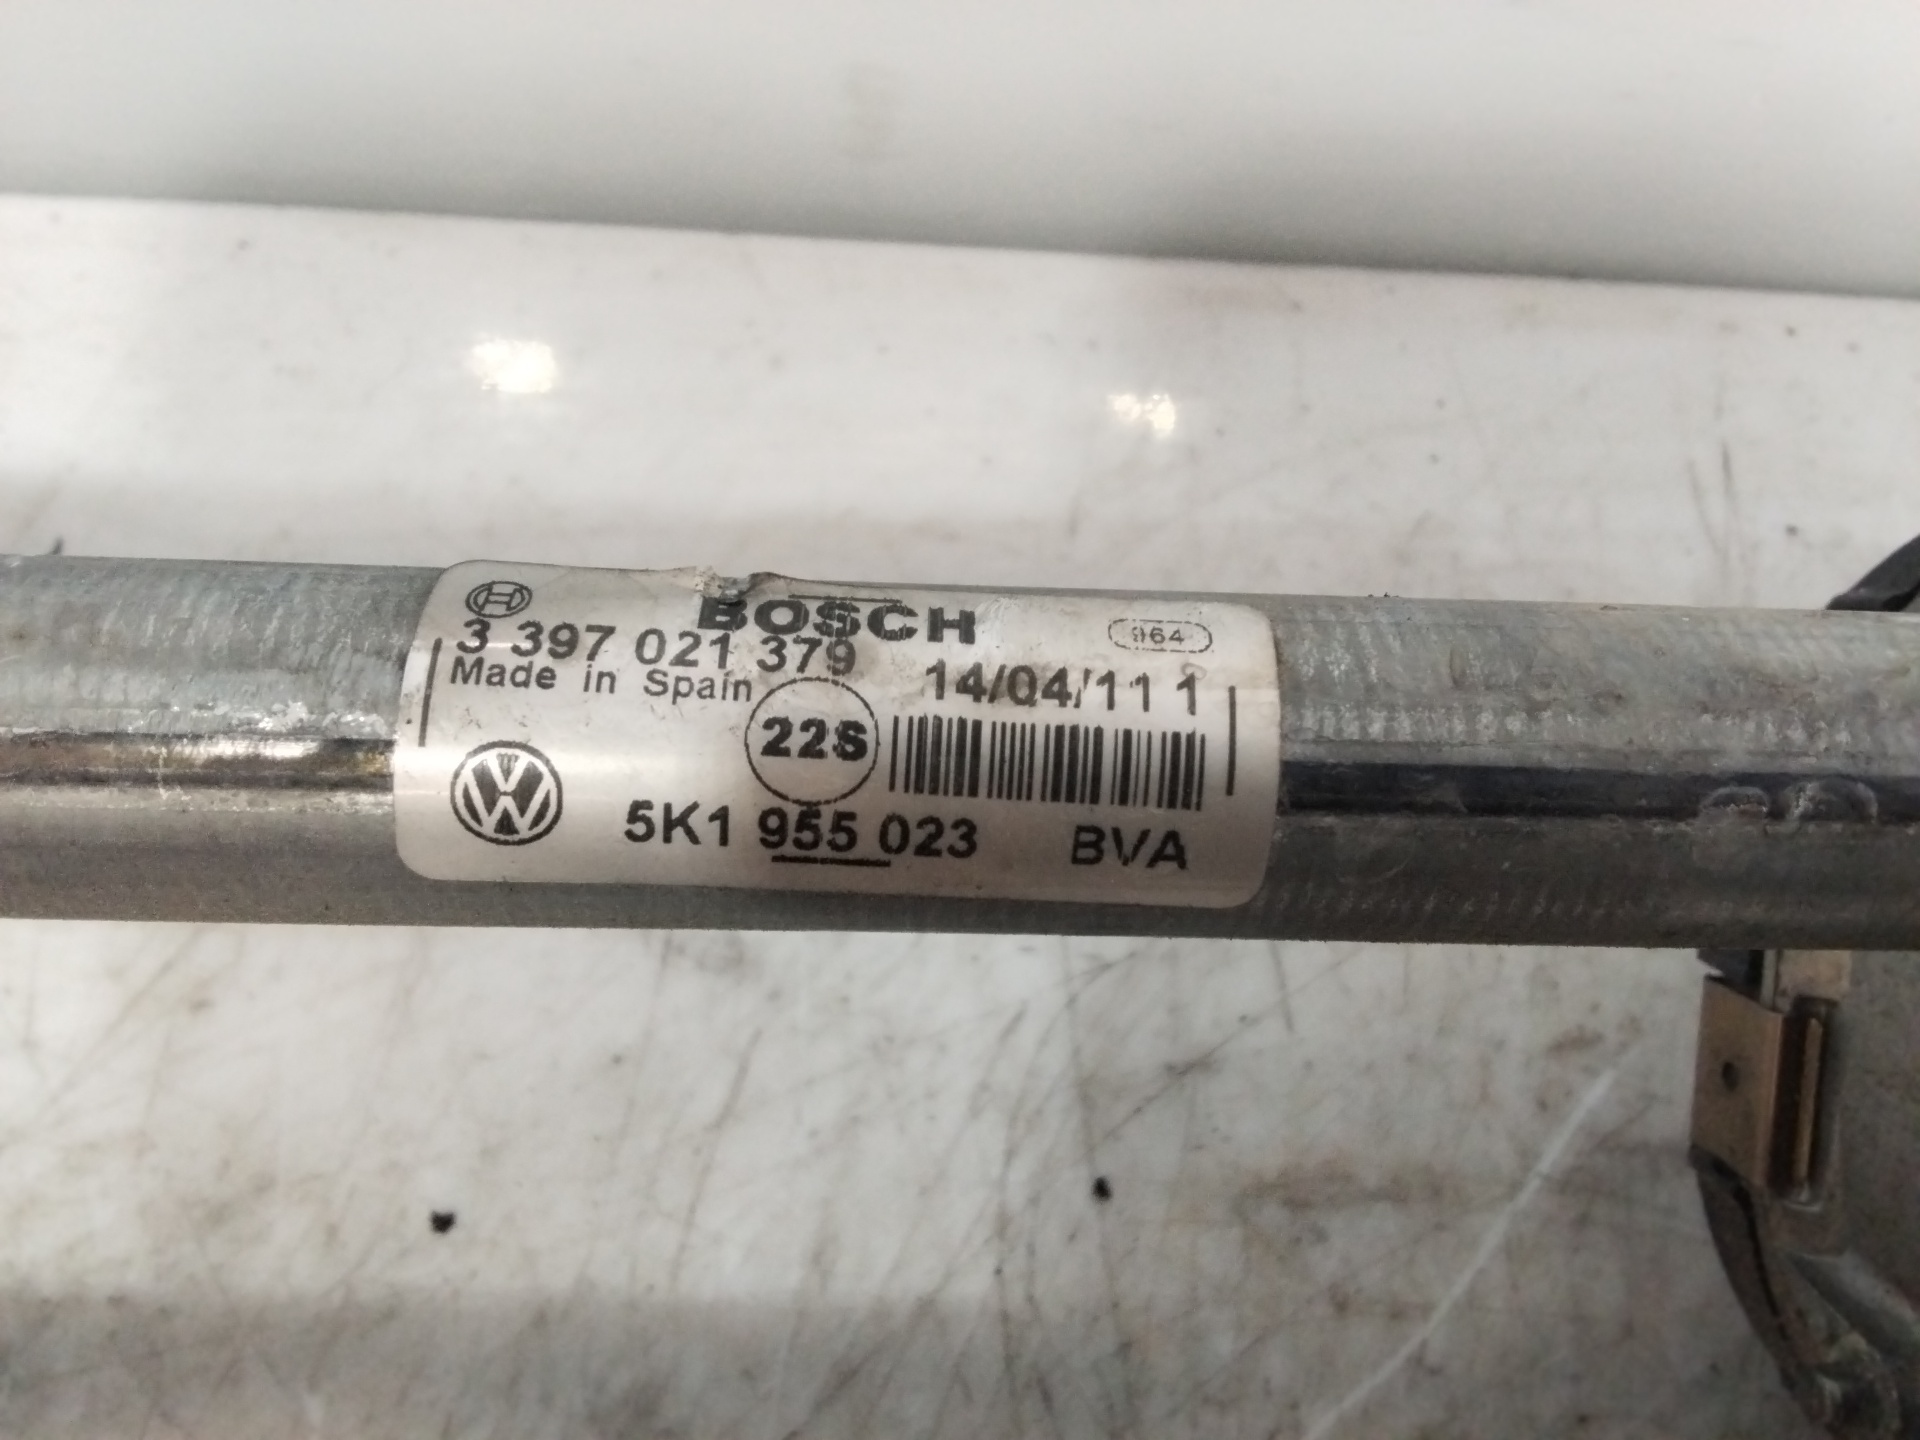 BOSCH
964
3 397 021 379
Made in Spain
14/04/11 1
22S
5K1 955 023 BVA